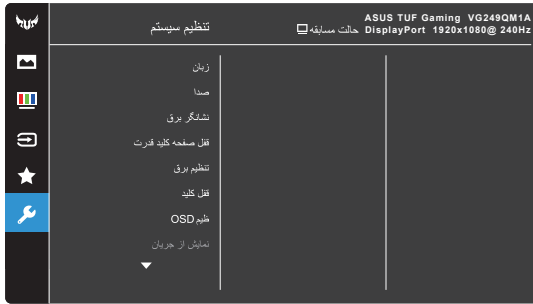 تنظیم سیستم
ASUS TUF Gaming VG249QM1A
حالت مسابقه DisplayPort 1920x1080@ 240Hz
زبان
صدا
نشانگر برق
قفل صفحه کلید قدرت
تنظیم برق
قفل کلید
ظیم OSD
نمایش از جریان